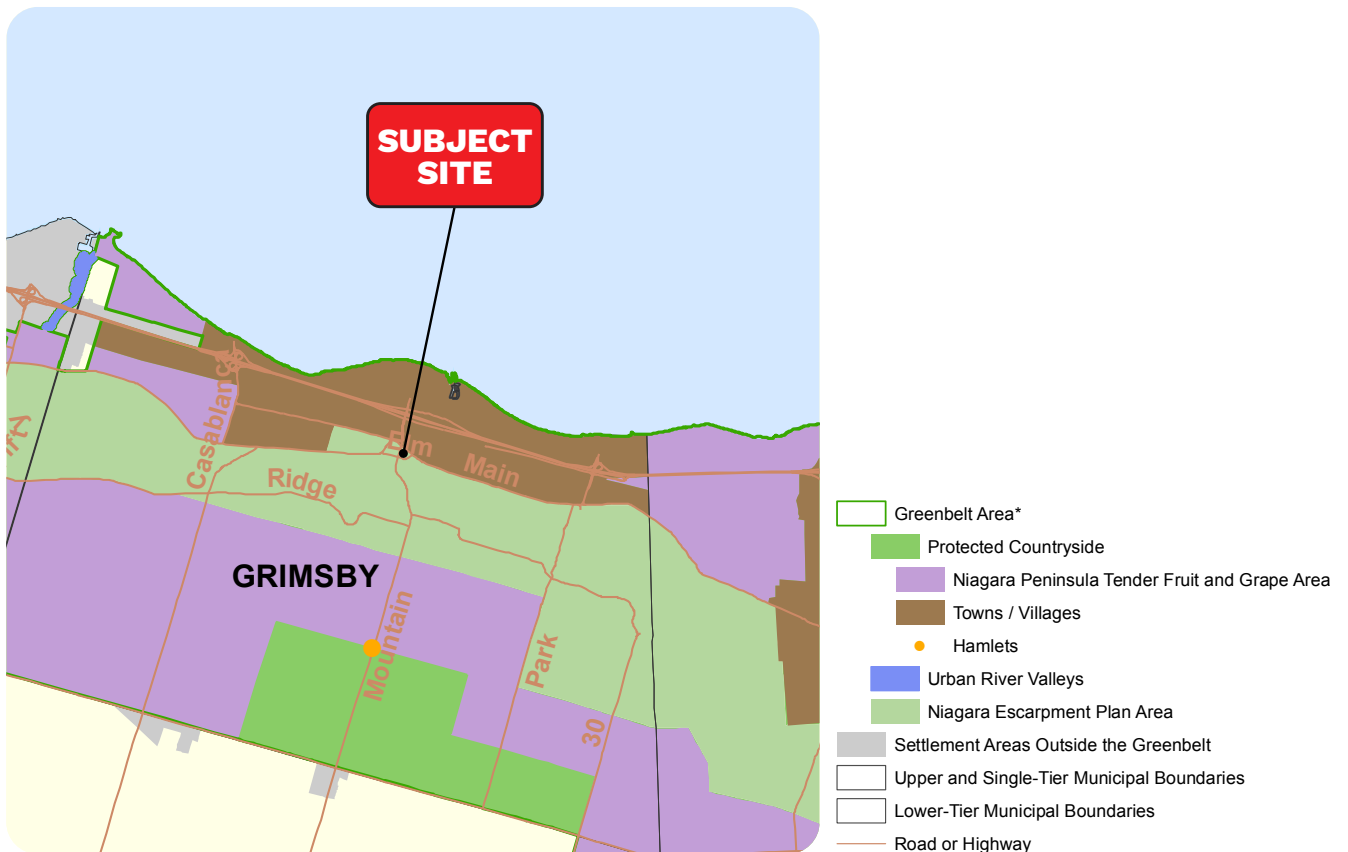 SUBJECT
SITE
Casablanca
Elm
Main
Ridge
GRIMSBY
Mountain
Park
30
Greenbelt Area*
Protected Countryside
Niagara Peninsula Tender Fruit and Grape Area
Towns / Villages
Hamlets
Urban River Valleys
Niagara Escarpment Plan Area
Settlement Areas Outside the Greenbelt
Upper and Single-Tier Municipal Boundaries
Lower-Tier Municipal Boundaries
Road or Highway